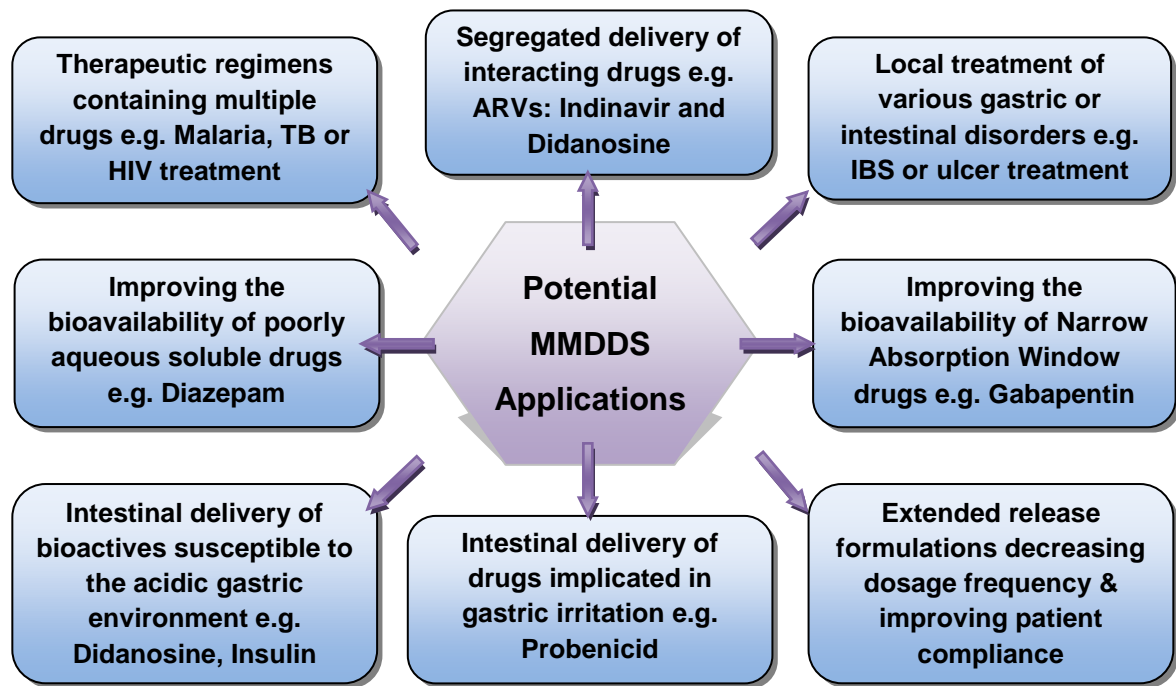 Therapeutic regimens
containing multiple
drugs e.g. Malaria, TB or
HIV treatment
Segregated delivery of
interacting drugs e.g.
ARVs: Indinavir and
Didanosine
Local treatment of
various gastric or
intestinal disorders e.g.
IBS or ulcer treatment
Improving the
bioavailability of poorly
aqueous soluble drugs
e.g. Diazepam
Potential
MMDDS
Applications
Improving the
bioavailability of Narrow
Absorption Window
drugs e.g. Gabapentin
Intestinal delivery of
bioactives susceptible to
the acidic gastric
environment e.g.
Didanosine, Insulin
Intestinal delivery of
drugs implicated in
gastric irritation e.g.
Probenicid
Extended release
formulations decreasing
dosage frequency &
improving patient
compliance